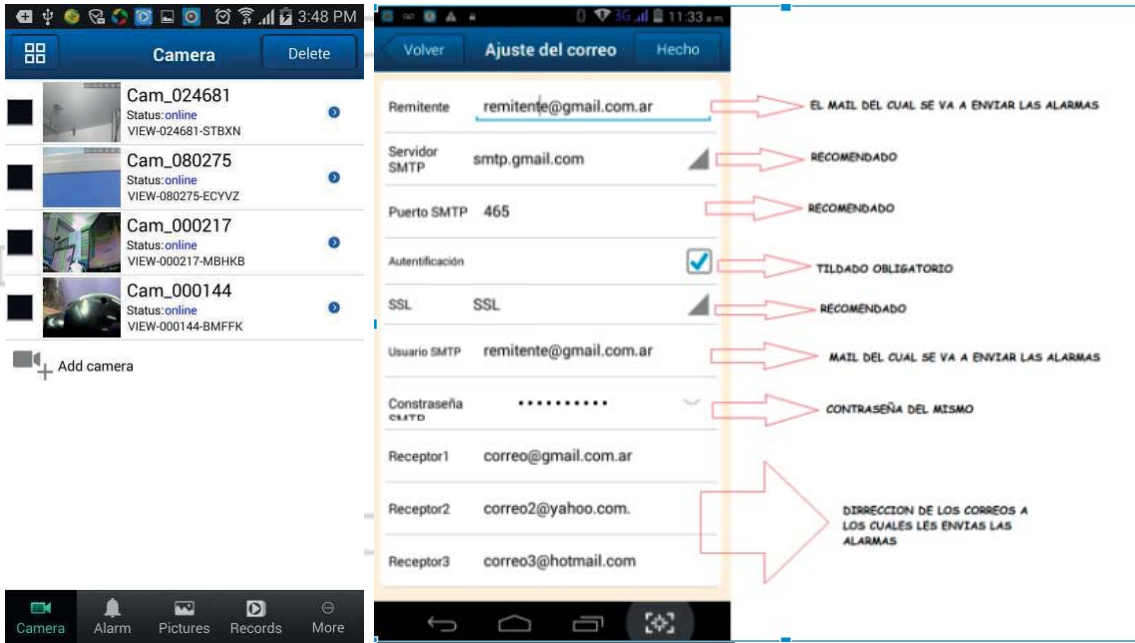 3:48 PM
Camera
Delete
Cam_024681
Status:online
VIEW-024681-STBXN
Cam_080275
Status:online
VIEW-080275-ECYVZ
Cam_000217
Status:online
VIEW-000217-MBHKB
Cam_000144
Status:online
VIEW-000144-BMFFK
Add camera
Camera
Alarm
Pictures
Records
More
3G
11:33 a m
Volver
Ajuste del correo
Hecho
Remitente remitente@gmail.com.ar
EL MAIL DEL CUAL SE VA A ENVIAR LAS ALARMAS
Servidor
SMTP
smtp.gmail.com
RECOMENDADO
Puerto SMTP 465
RECOMENDADO
Autentificación
TILDADO OBLIGATORIO
SSL SSL
RECOMENDADO
Usuario SMTP remitente@gmail.com.ar
MAIL DEL CUAL SE VA A ENVIAR LAS ALARMAS
Constraseña
SMTP
••••••••••
CONTRASEÑA DEL MISMO
Receptor1 correo@gmail.com.ar
Receptor2 correo2@yahoo.com.
Receptor3 correo3@hotmail.com
DIRRECCION DE LOS CORREOS A
LOS CUALES LES ENVIAS LAS
ALARMAS